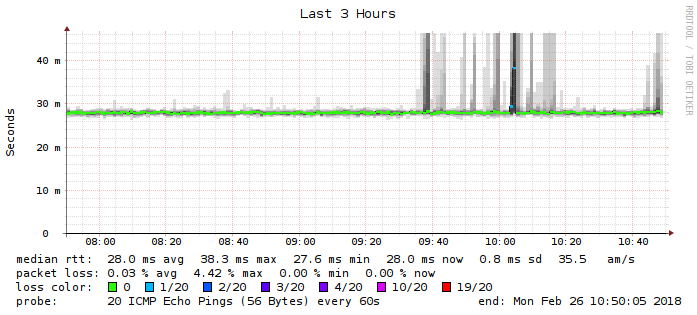 Last 3 Hours
RRDTOOL / TOBI OETIKER
Seconds
40 m
30 m
20 m
10 m
0
08:00 08:20 08:40 09:00 09:20 09:40 10:00 10:20 10:40
median rtt: 28.0 ms avg 38.3 ms max 27.6 ms min 28.0 ms now 0.8 ms sd 35.5 am/s
packet loss: 0.03 % avg 4.42 % max 0.00 % min 0.00 % now
loss color: 0 1/20 2/20 3/20 4/20 10/20 19/20
probe: 20 ICMP Echo Pings (56 Bytes) every 60s end: Mon Feb 26 10:50:05 2018